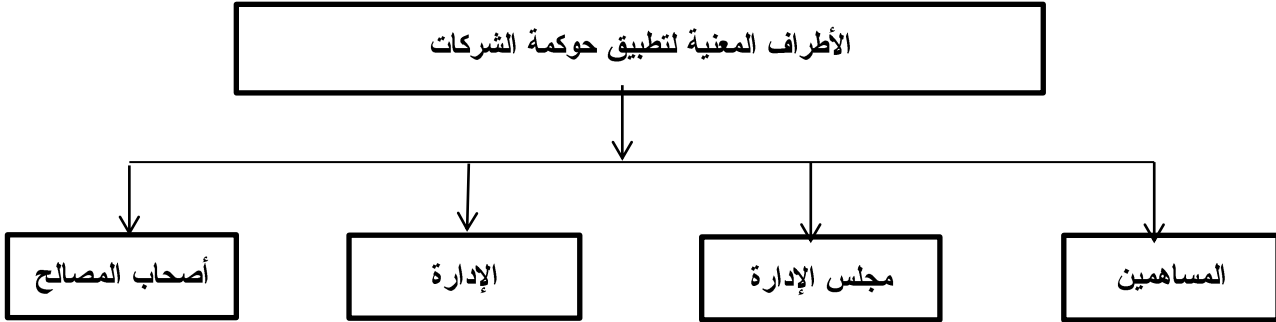 الأطراف المعنية لتطبيق حوكمة الشركات
المساهمين
مجلس الإدارة
الإدارة
أصحاب المصالح